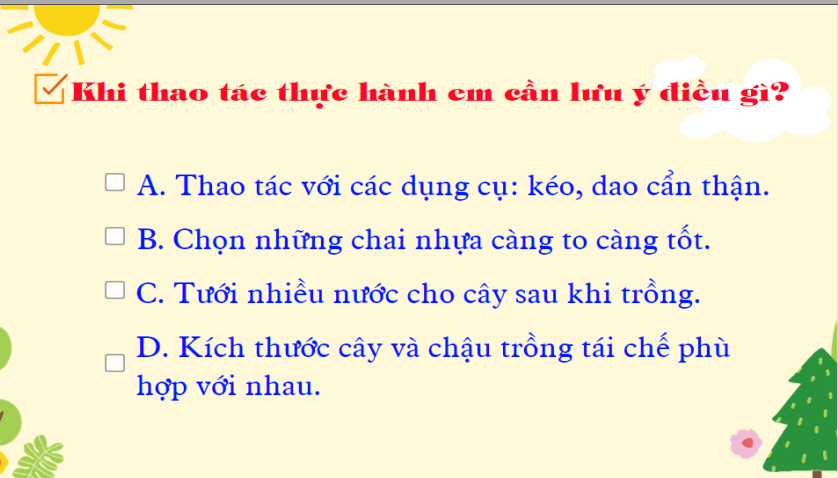 Khi thao tác thực hành em cần lưu ý điều gì?
A. Thao tác với các dụng cụ: kéo, dao cẩn thận.
B. Chọn những chai nhựa càng to càng tốt.
C. Tưới nhiều nước cho cây sau khi trồng.
D. Kích thước cây và chậu trồng tái chế phù
hợp với nhau.